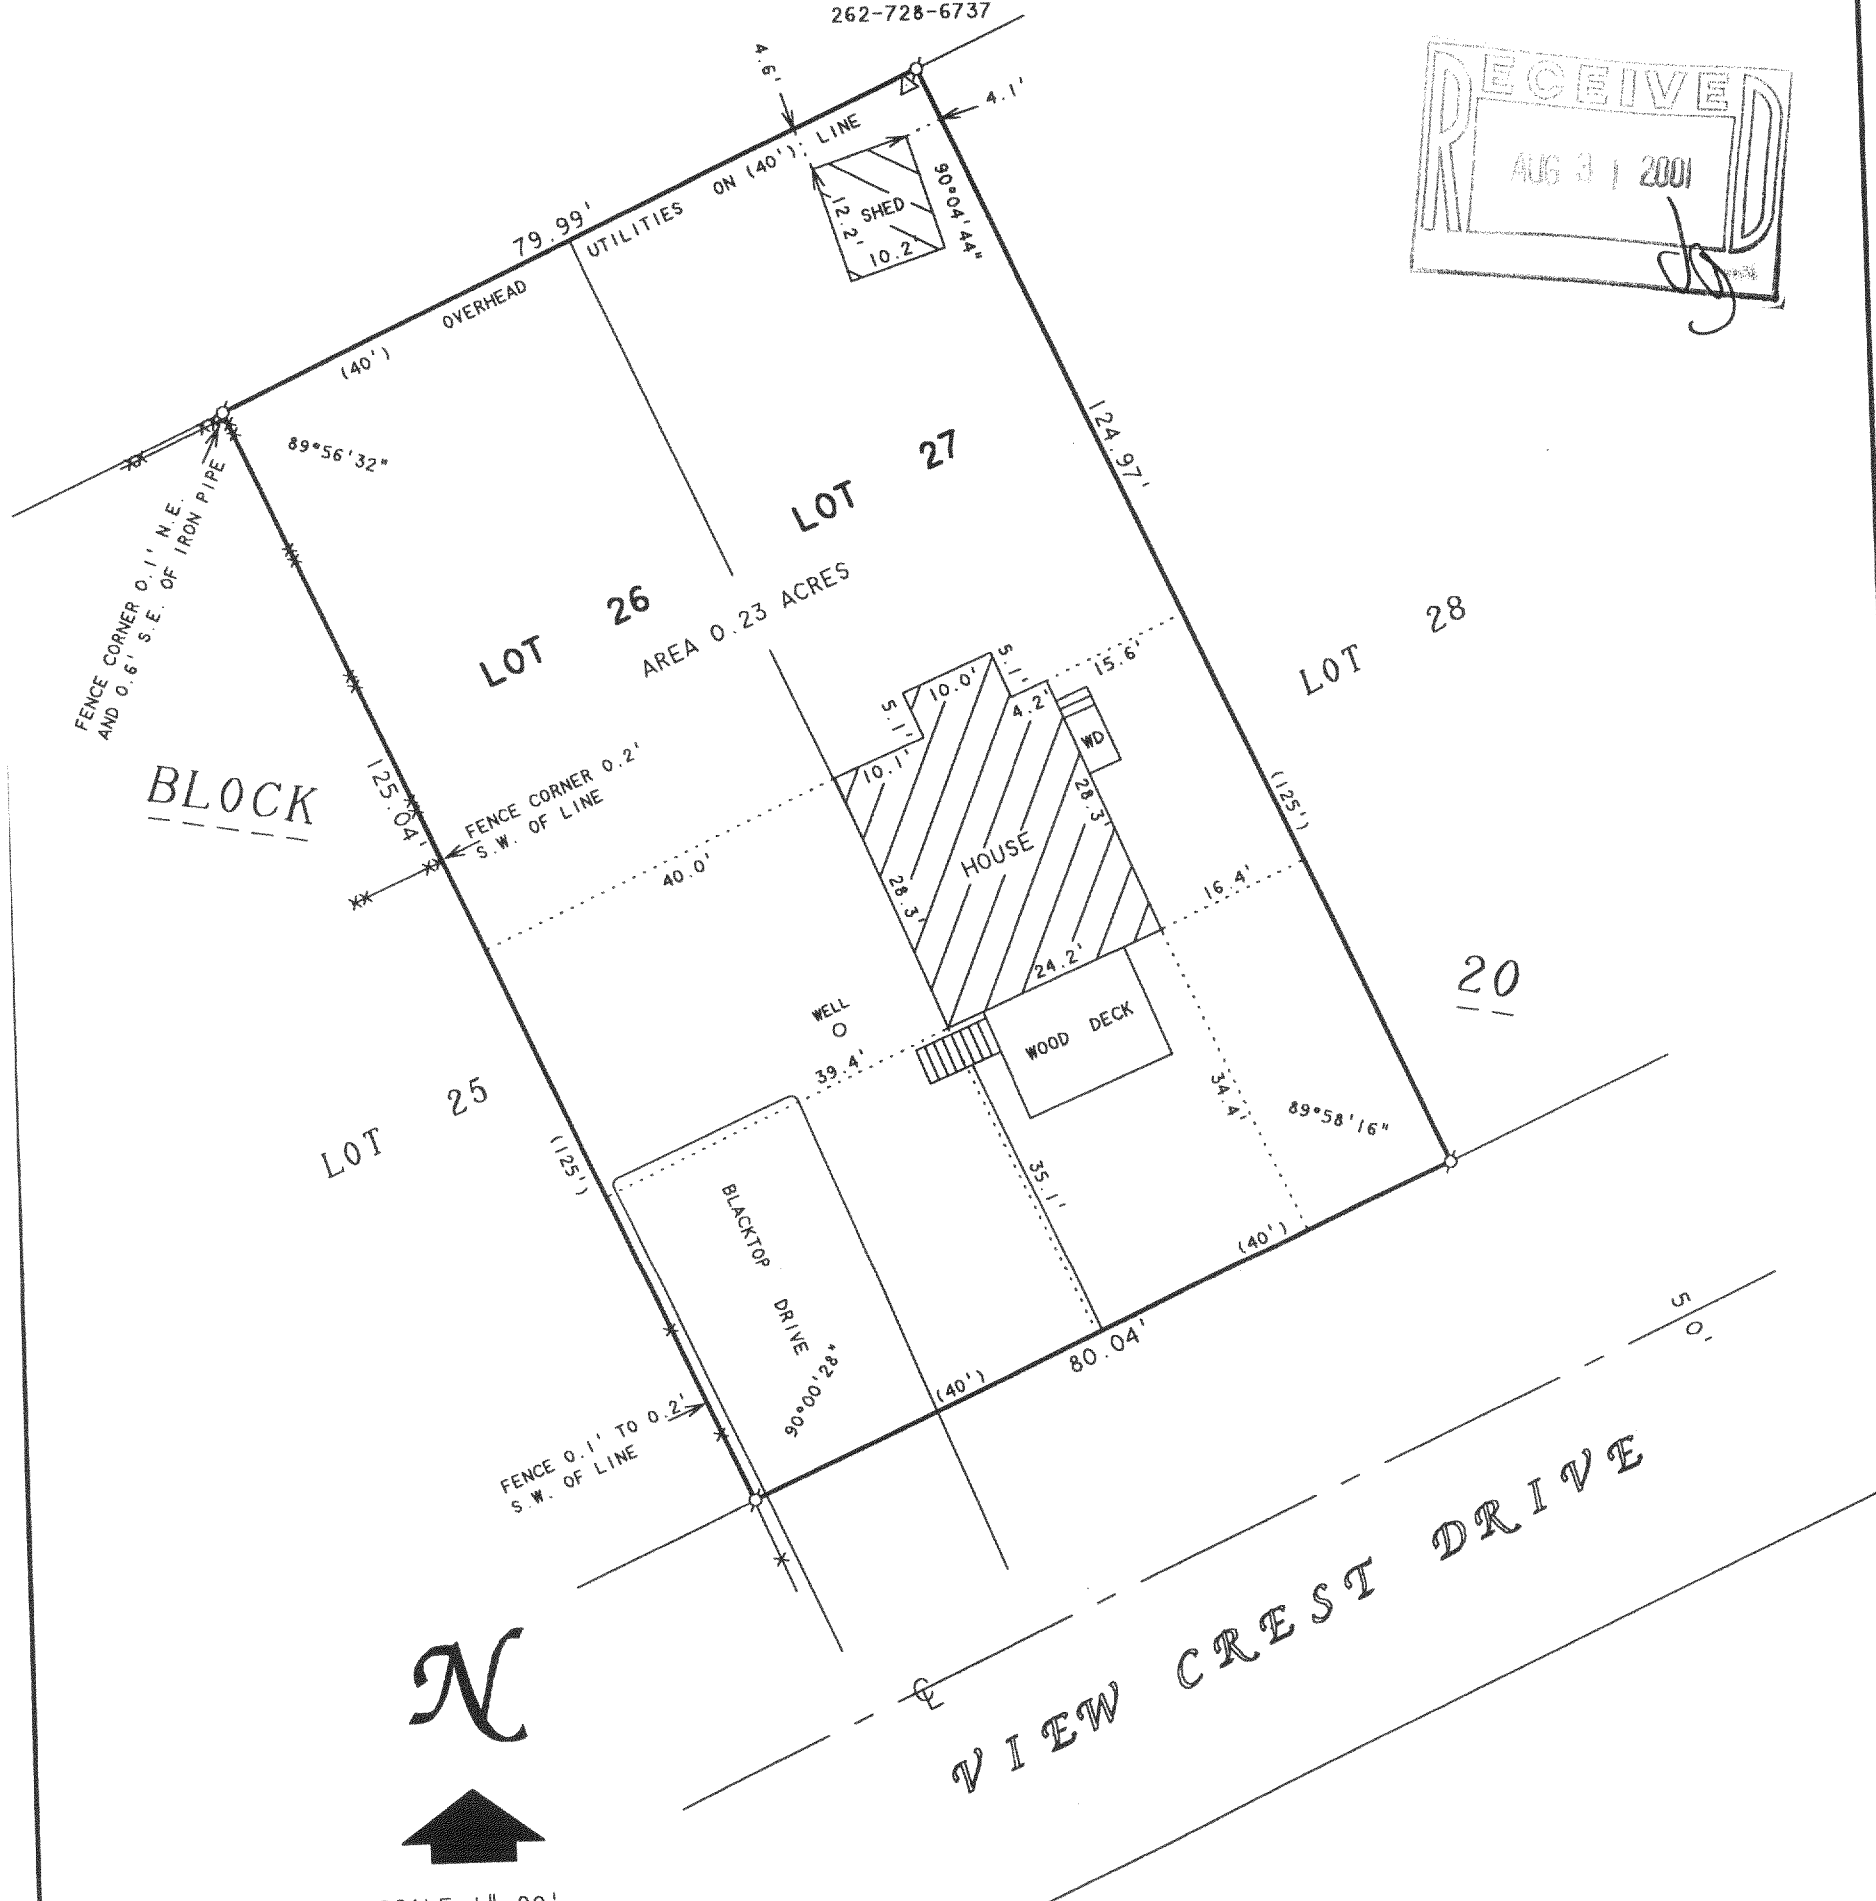 262-728-6737
4.6'
4.1'
RECEIVED
AUG 31 2001
79.99'
OVERHEAD UTILITIES ON (40') LINE
(40')
12.2'
SHED
10.2'
90°04'44"
89°56'32"
FENCE CORNER 0.1' N.E.
AND 0.6' S.E. OF IRON PIPE
124.97'
LOT 27
LOT 26
AREA 0.23 ACRES
LOT 28
BLOCK
125.04'
FENCE CORNER 0.2'
S.W. OF LINE
40.0'
10.1'
5.1'
10.0'
5.1'
4.2'
15.6'
WD
28.3'
28.3'
HOUSE
24.2'
16.4'
(125')
20
WELL
39.4'
WOOD DECK
LOT 25
(125')
34.4'
89°58'16"
35.1'
BLACKTOP DRIVE
90°00'28"
(40')
(40')
80.04'
50'
FENCE 0.1' TO 0.2'
S.W. OF LINE
VIEW CREST DRIVE
N